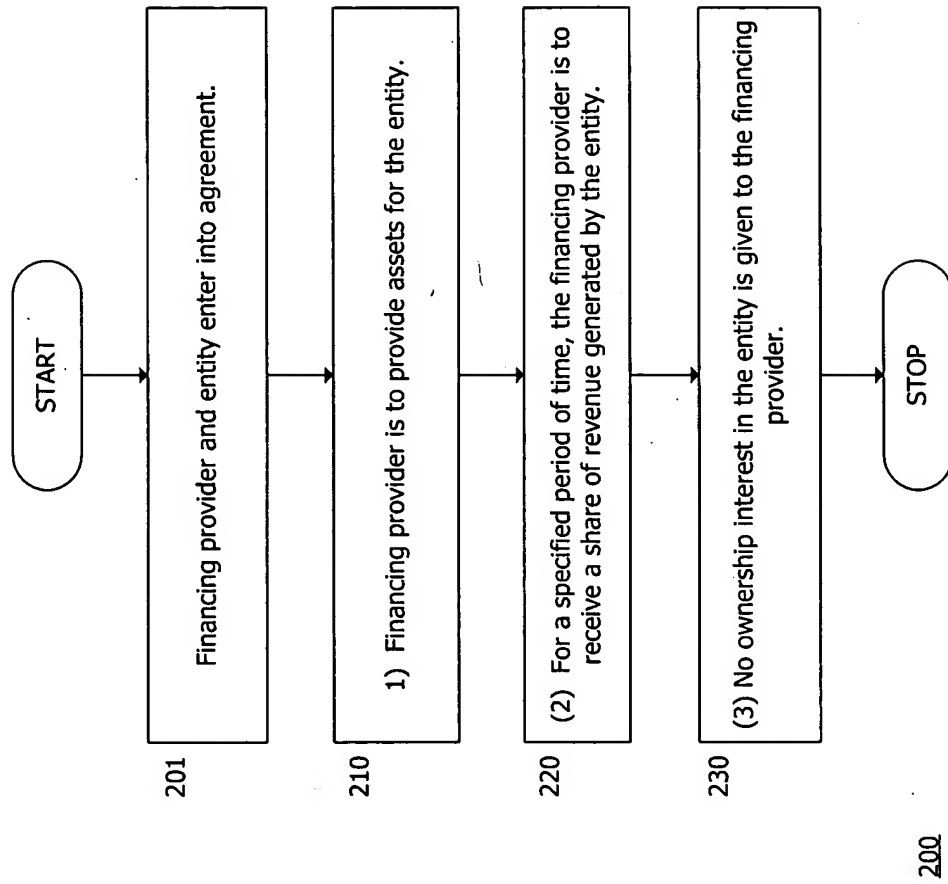 START
Financing provider and entity enter into agreement.
201
1) Financing provider is to provide assets for the entity.
210
(2) For a specified period of time, the financing provider is to
receive a share of revenue generated by the entity.
220
(3) No ownership interest in the entity is given to the financing
provider.
230
STOP
200